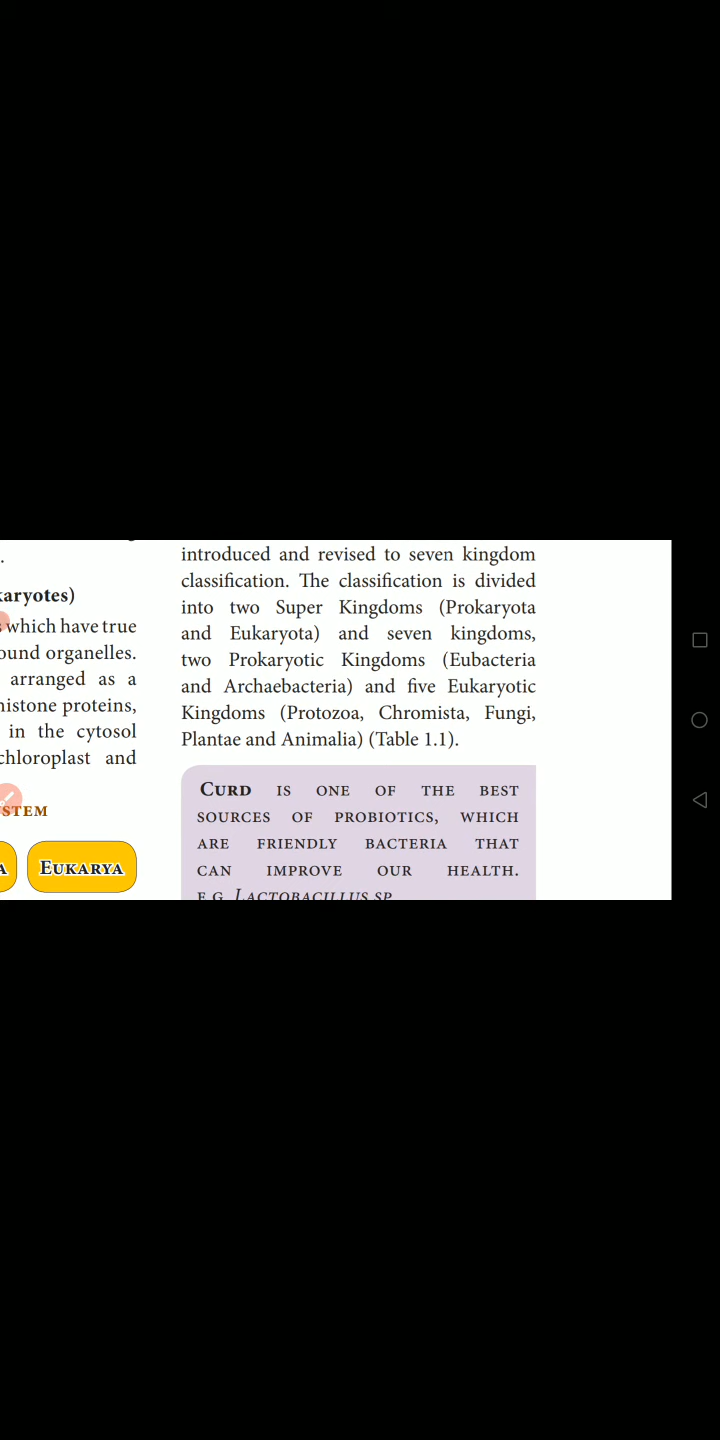 .
karyotes)
which have true
ound organelles.
arranged as a
histone proteins,
in the cytosol
chloroplast and
STEM
A
EUKARYA
introduced and revised to seven kingdom
classification. The classification is divided
into two Super Kingdoms (Prokaryota
and Eukaryota) and seven kingdoms,
two Prokaryotic Kingdoms (Eubacteria
and Archaebacteria) and five Eukaryotic
Kingdoms (Protozoa, Chromista, Fungi,
Plantae and Animalia) (Table 1.1).
CURD IS ONE OF THE BEST
SOURCES OF PROBIOTICS, WHICH
ARE FRIENDLY BACTERIA THAT
CAN IMPROVE OUR HEALTH.
E.G. LACTOBACILLUS SP